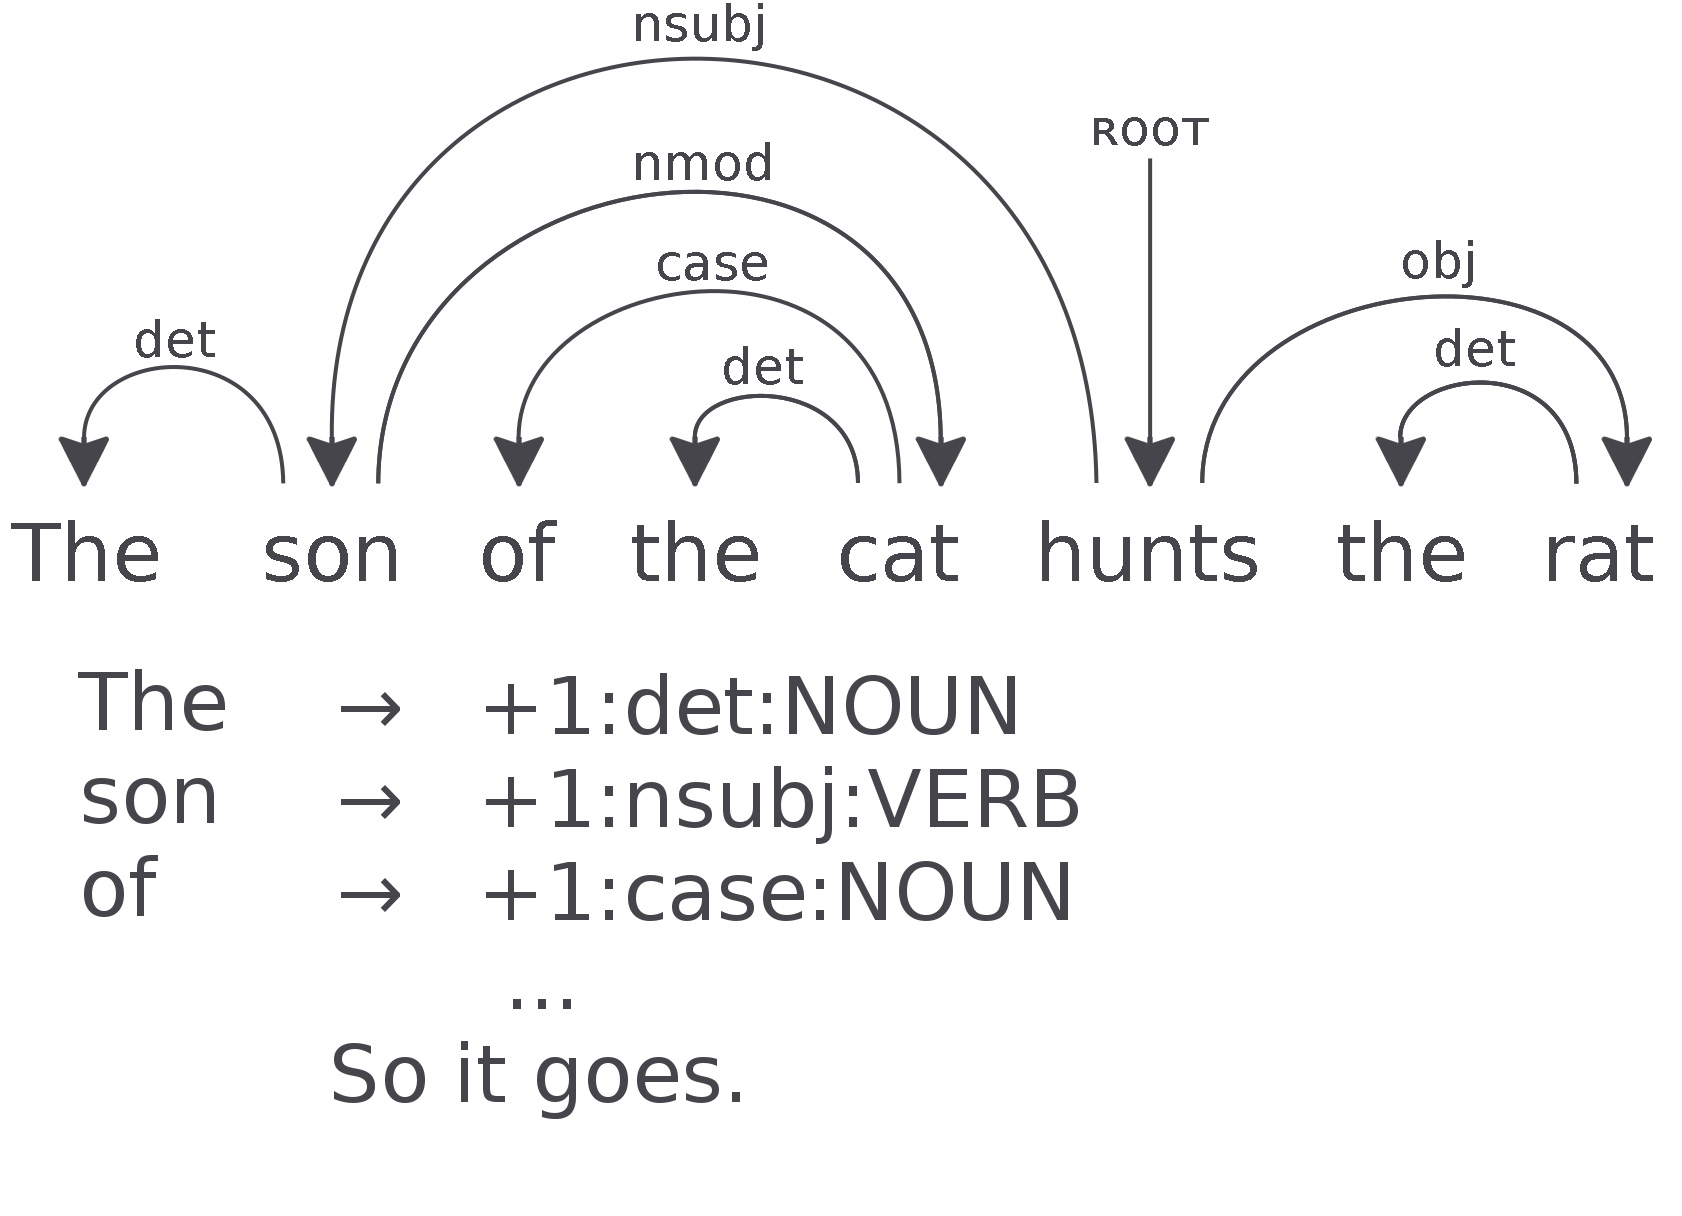 nsubj
ROOT
nmod
case
obj
det
det
det
The son of the cat hunts the rat
The → +1:det:NOUN
son → +1:nsubj:VERB
of → +1:case:NOUN
...
So it goes.